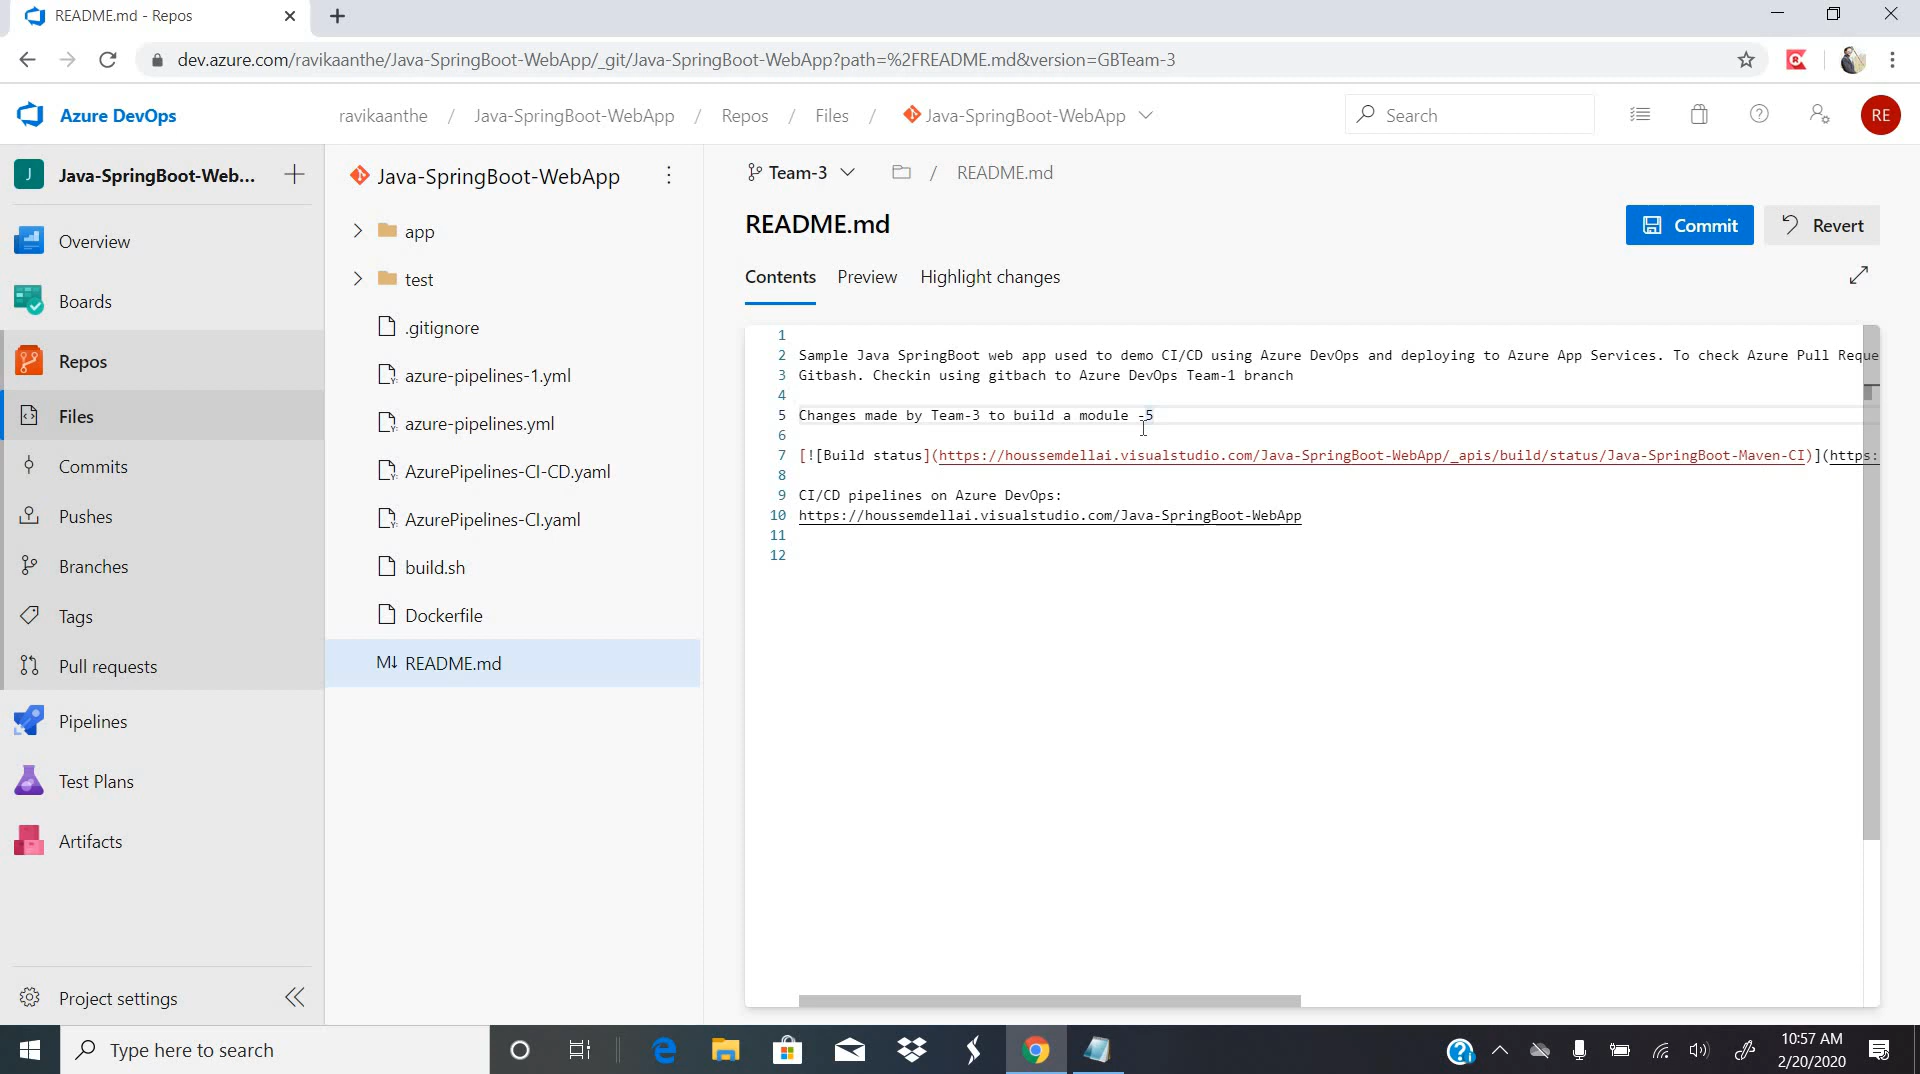 README.md - Repos
dev.azure.com/ravikaanthe/Java-SpringBoot-WebApp/_git/Java-SpringBoot-WebApp?path=%2FREADME.md&version=GBTeam-3
Azure DevOps
ravikaanthe / Java-SpringBoot-WebApp / Repos / Files / Java-SpringBoot-WebApp
Search
RE
J Java-SpringBoot-Web...
Overview
Boards
Repos
Files
Commits
Pushes
Branches
Tags
Pull requests
Pipelines
Test Plans
Artifacts
Project settings
Java-SpringBoot-WebApp
app
test
.gitignore
azure-pipelines-1.yml
azure-pipelines.yml
AzurePipelines-CI-CD.yaml
AzurePipelines-CI.yaml
build.sh
Dockerfile
M↓ README.md
Team-3 / README.md
README.md
Commit
Revert
Contents Preview Highlight changes
1
2 Sample Java SpringBoot web app used to demo CI/CD using Azure DevOps and deploying to Azure App Services. To check Azure Pull Reque
3 Gitbash. Checkin using gitbach to Azure DevOps Team-1 branch
4
5 Changes made by Team-3 to build a module -5
6
7 [![Build status](https://houssemdellai.visualstudio.com/Java-SpringBoot-WebApp/_apis/build/status/Java-SpringBoot-Maven-CI)](https:
8
9 CI/CD pipelines on Azure DevOps:
10 https://houssemdellai.visualstudio.com/Java-SpringBoot-WebApp
11
12
Type here to search
10:57 AM
2/20/2020